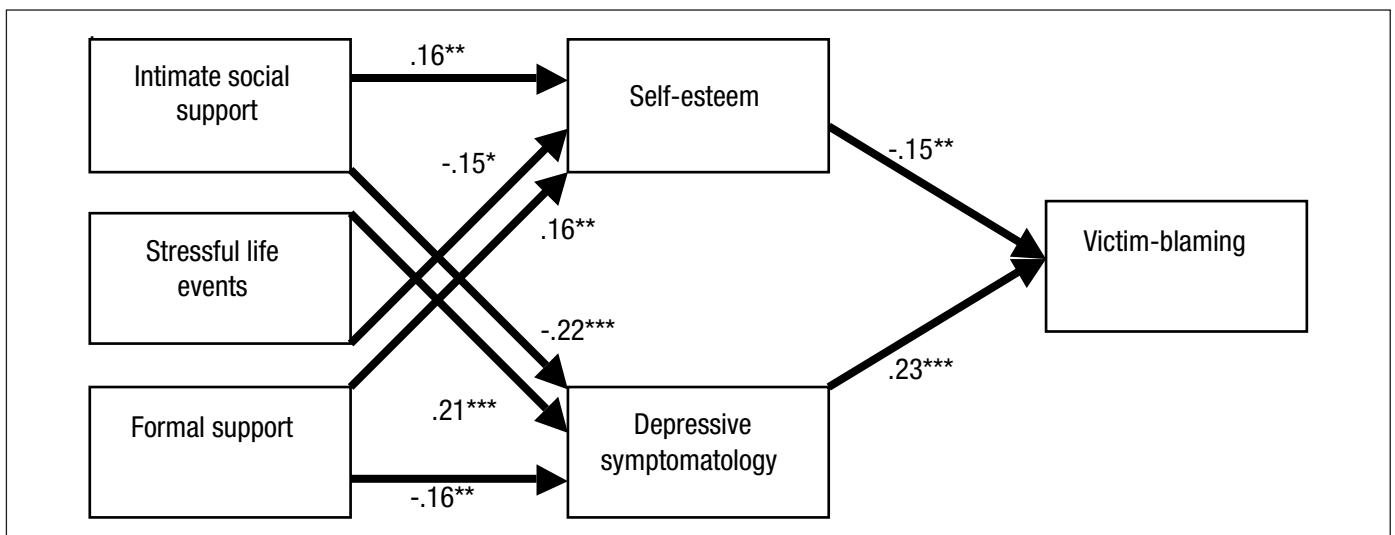 Intimate social
support
.16**
Self-esteem
-.15*
-.15**
.16**
Stressful life
events
Victim-blaming
-.22***
.23***
.21***
Formal support
Depressive
symptomatology
-.16**